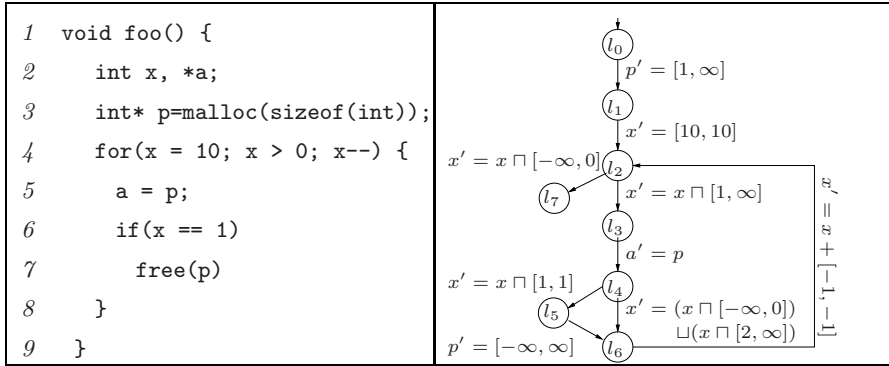 1 void foo() {
2 int x, *a;
3 int* p=malloc(sizeof(int));
4 for(x = 10; x > 0; x--) {
5 a = p;
6 if(x == 1)
7 free(p)
8 }
9 }
l0
p′ = [1, ∞]
l1
x′ = [10, 10]
x′ = x ⊓ [−∞, 0]
l2
l7
x′ = x ⊓ [1, ∞]
l3
a′ = p
x′ = x ⊓ [1, 1]
l4
l5
x′ = (x ⊓ [−∞, 0])
⊔(x ⊓ [2, ∞])
p′ = [−∞, ∞]
l6
x′ = x + [−1, −1]